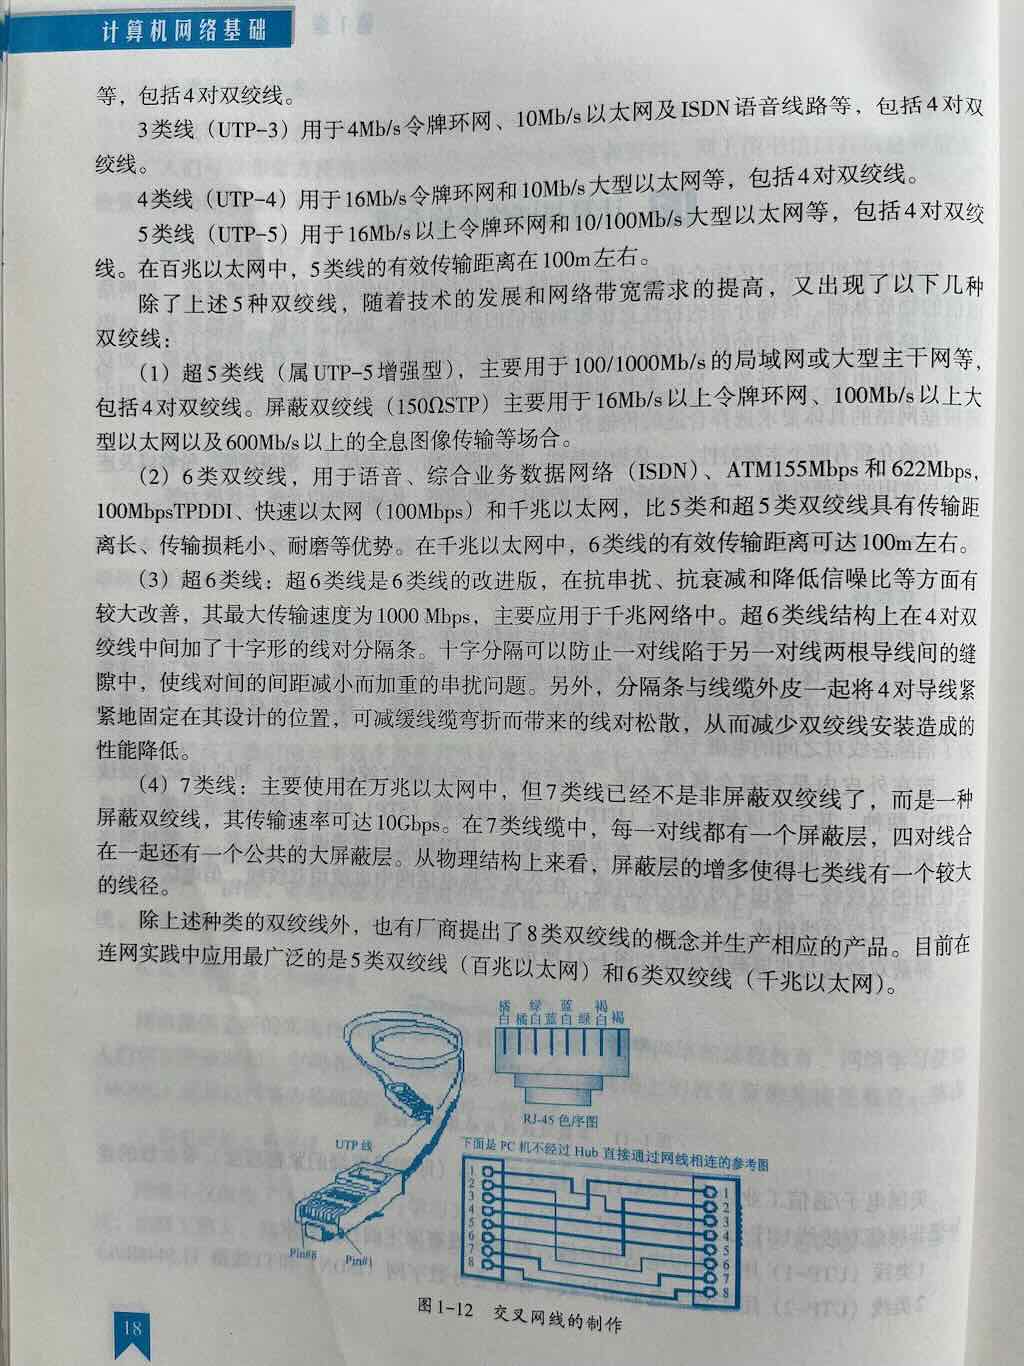 计算机网络基础
等，包括4对双绞线。
3类线（UTP-3）用于4Mb/s令牌环网、10Mb/s以太网及ISDN语音线路等，包括4对双
绞线。
4类线（UTP-4）用于16Mb/s令牌环网和10Mb/s大型以太网等，包括4对双绞线。
5类线（UTP-5）用于16Mb/s以上令牌环网和10/100Mb/s大型以太网等，包括4对双绞
线。在百兆以太网中，5类线的有效传输距离在100m左右。
除了上述5种双绞线，随着技术的发展和网络带宽需求的提高，又出现了以下几种
双绞线：
（1）超5类线（属UTP-5增强型），主要用于100/1000Mb/s的局域网或大型主干网等，
包括4对双绞线。屏蔽双绞线（150ΩSTP）主要用于16Mb/s以上令牌环网、100Mb/s以上大
型以太网以及600Mb/s以上的全息图像传输等场合。
（2）6类双绞线，用于语音、综合业务数据网络（ISDN）、ATM155Mbps和622Mbps，
100MbpsTPDDI、快速以太网（100Mbps）和千兆以太网，比5类和超5类双绞线具有传输距
离长、传输损耗小、耐磨等优势。在千兆以太网中，6类线的有效传输距离可达100m左右。
（3）超6类线：超6类线是6类线的改进版，在抗串扰、抗衰减和降低信噪比等方面有
较大改善，其最大传输速度为1000 Mbps，主要应用于千兆网络中。超6类线结构上在4对双
绞线中间加了十字形的线对分隔条。十字分隔可以防止一对线陷于另一对线两根导线间的缝
隙中，使线对间的间距减小而加重的串扰问题。另外，分隔条与线缆外皮一起将4对导线紧
紧地固定在其设计的位置，可减缓线缆弯折而带来的线对松散，从而减少双绞线安装造成的
性能降低。
（4）7类线：主要使用在万兆以太网中，但7类线已经不是非屏蔽双绞线了，而是一种
屏蔽双绞线，其传输速率可达10Gbps。在7类线缆中，每一对线都有一个屏蔽层，四对线合
在一起还有一个公共的大屏蔽层。从物理结构上来看，屏蔽层的增多使得七类线有一个较大
的线径。
除上述种类的双绞线外，也有厂商提出了8类双绞线的概念并生产相应的产品。目前在
连网实践中应用最广泛的是5类双绞线（百兆以太网）和6类双绞线（千兆以太网）。
橘 绿 蓝 褐
白 橘 白 蓝 白 绿 白 褐
RJ-45 色序图
UTP 线
下面是 PC 机不经过 Hub 直接通过网线相连的参考图
1 1
2 2
3 3
4 4
5 5
6 6
7 7
8 8
Pin#8 Pin#1
图1-12 交叉网线的制作
18